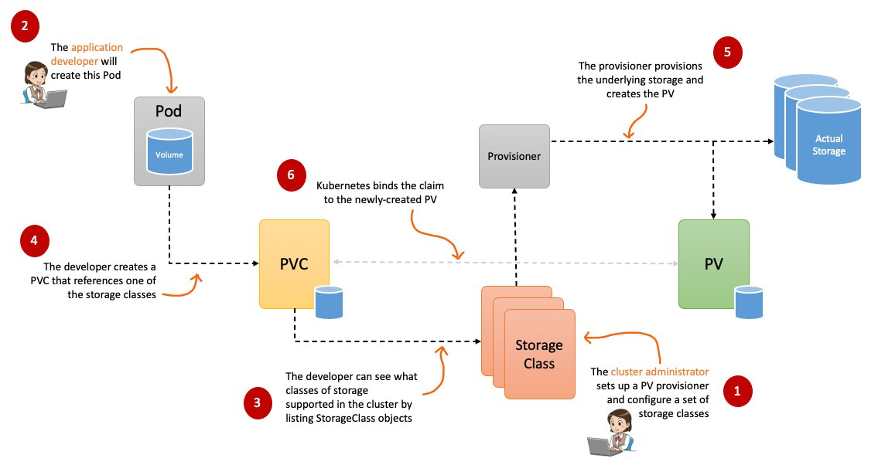 2
The application
developer will
create this Pod
Pod
Volume
5
The provisioner provisions
the underlying storage and
creates the PV
Provisioner
Actual
Storage
6
Kubernetes binds the claim
to the newly-created PV
4
The developer creates a
PVC that references one of
the storage classes
PVC
PV
Storage
Class
3
The developer can see what
classes of storage
supported in the cluster by
listing StorageClass objects
The cluster administrator
sets up a PV provisioner
and configure a set of
storage classes
1